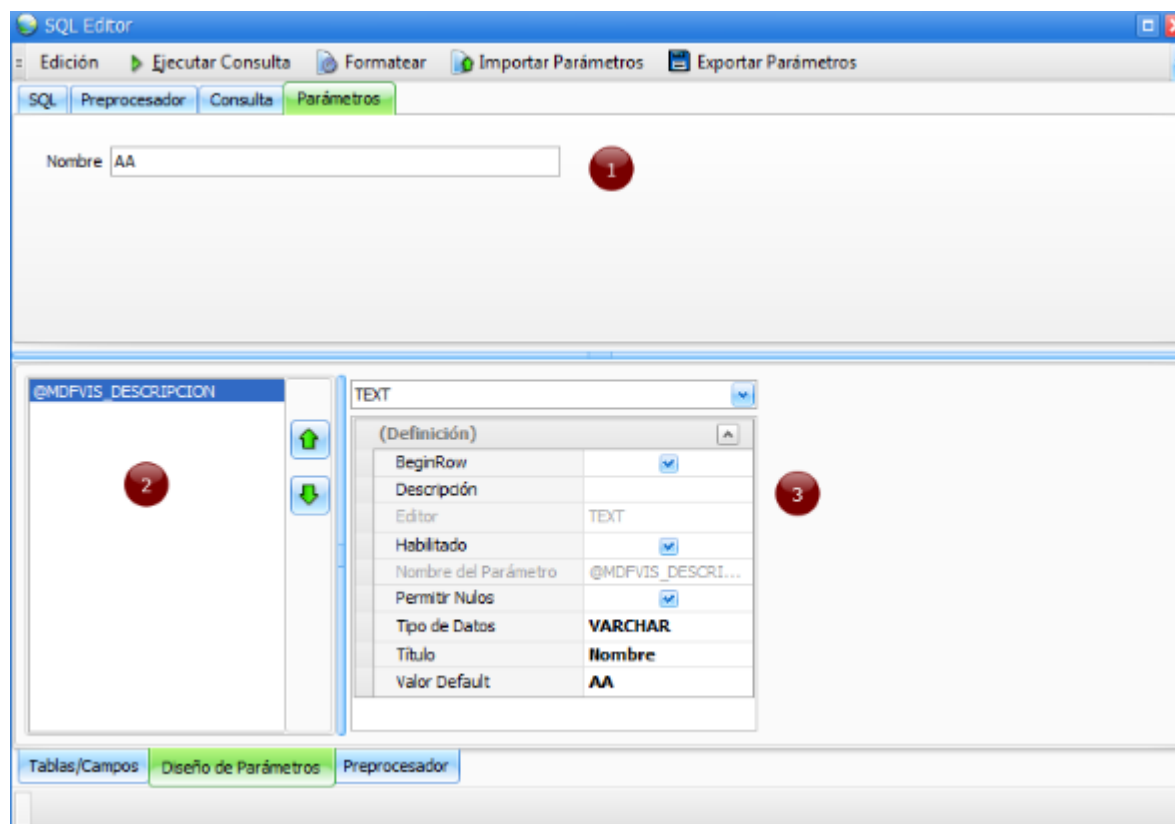 SQL Editor
Edición Ejecutar Consulta Formatear Importar Parámetros Exportar Parámetros
SQL Preprocesador Consulta Parámetros
Nombre AA
1
@MDFVIS_DESCRIPCION
2
TEXT
(Definición)
BeginRow
Descripción
Editor TEXT
Habilitado
Nombre del Parámetro @MDFVIS_DESCRI...
Permitir Nulos
Tipo de Datos VARCHAR
Título Nombre
Valor Default AA
3
Tablas/Campos Diseño de Parámetros Preprocesador